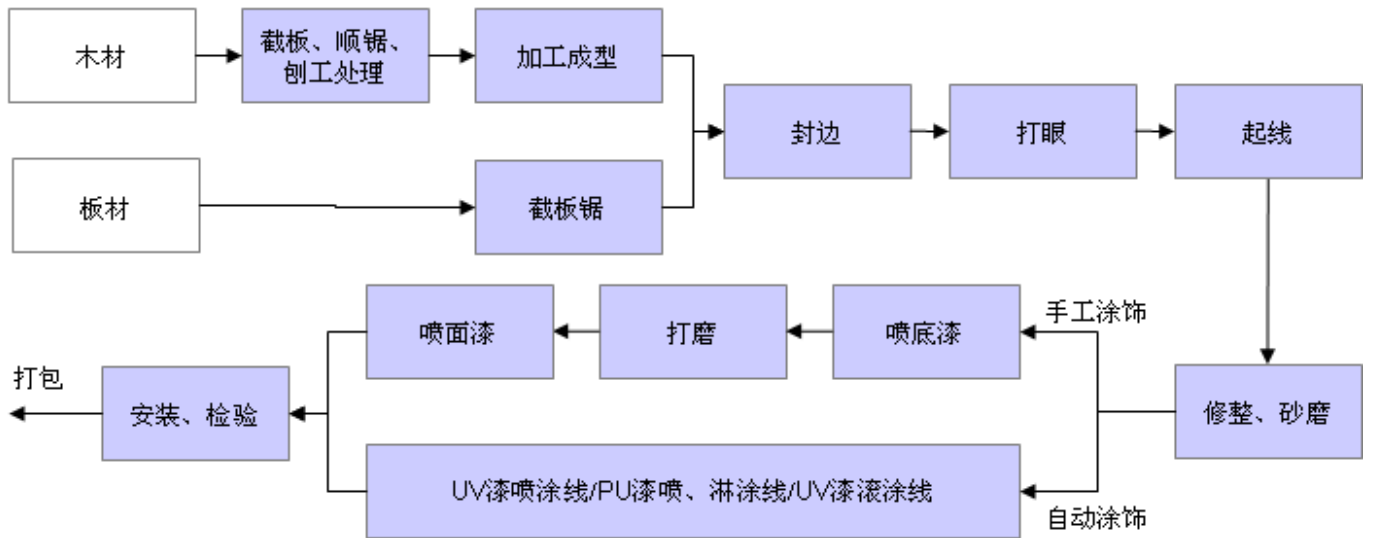 木材
截板、顺锯、
刨工处理
加工成型
封边
打眼
起线
板材
截板锯
喷面漆
打磨
喷底漆
手工涂饰
打包
安装、检验
修整、砂磨
UV漆喷涂线/PU漆喷、淋涂线/UV漆滚涂线
自动涂饰